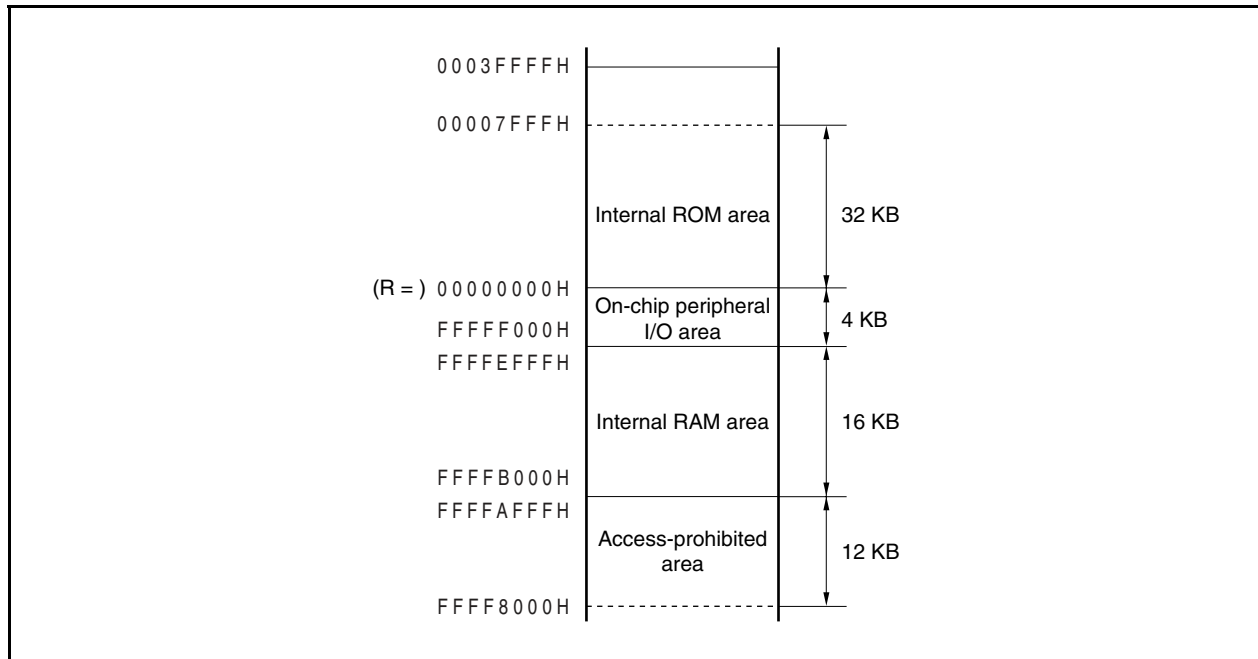 0003FFFFH
00007FFFH
Internal ROM area
32 KB
(R = ) 00000000H
On-chip peripheral
I/O area
4 KB
FFFFF000H
FFFFEFFFH
Internal RAM area
16 KB
FFFFB000H
FFFFAFFFH
Access-prohibited
area
12 KB
FFFF8000H